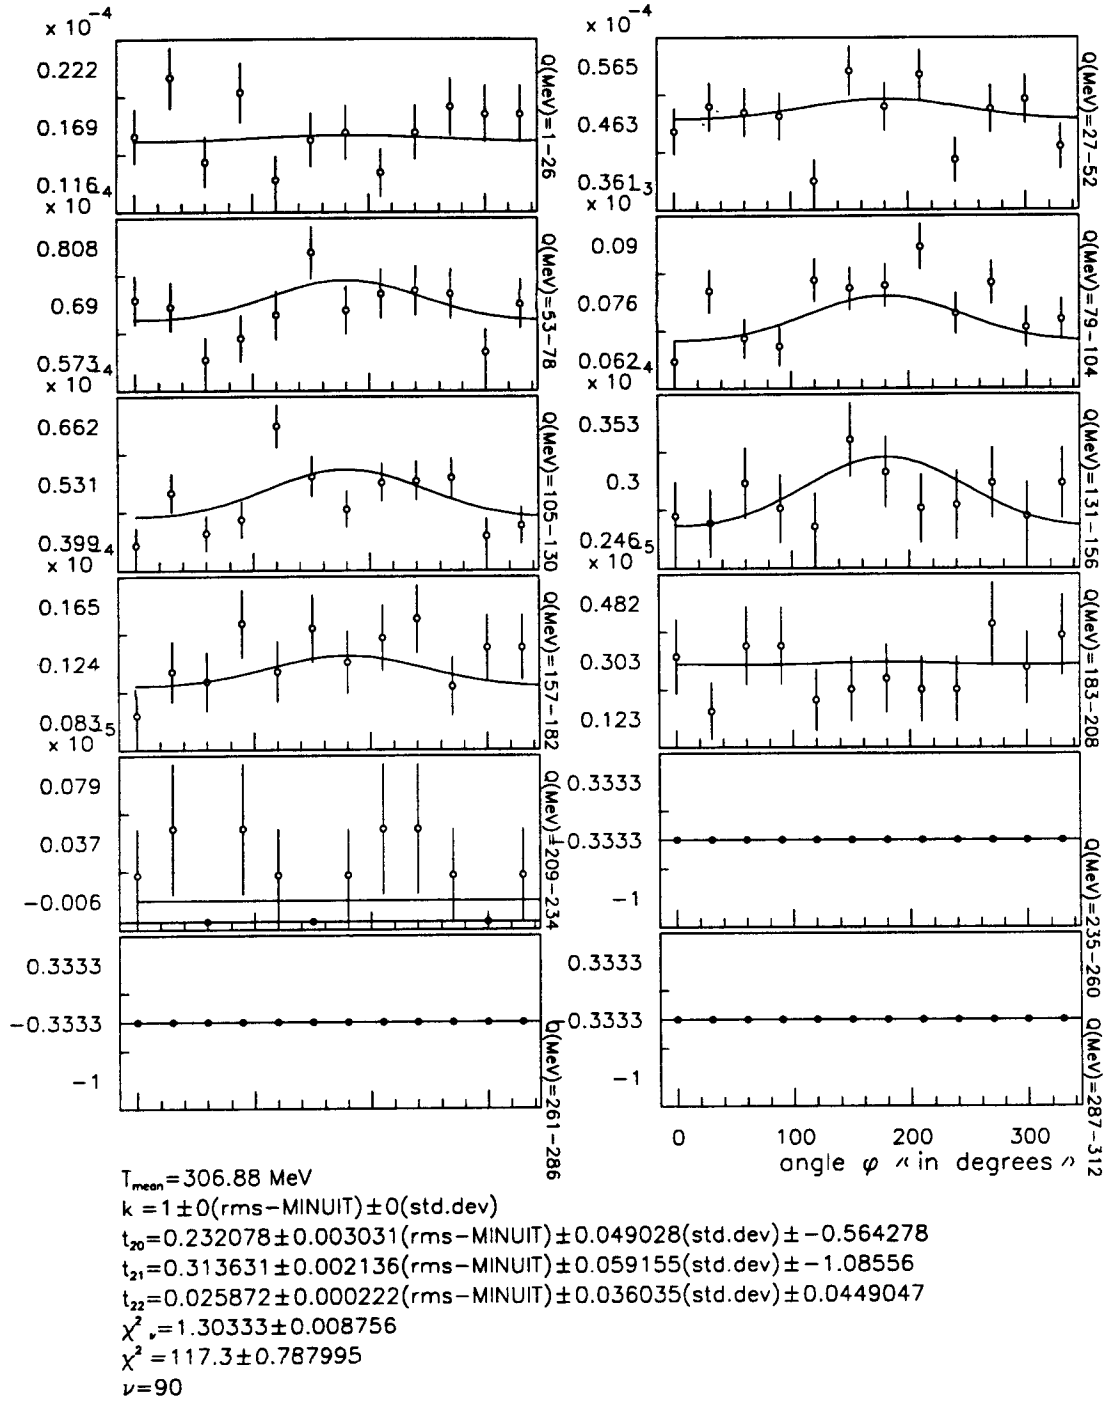 x 10⁻⁴
0.222
0.169
0.116
Q(MeV)=1-26
x 10⁻⁴
0.565
0.463
0.361
Q(MeV)=27-52
x 10⁻⁴
0.808
0.69
0.573
Q(MeV)=53-78
x 10⁻³
0.09
0.076
0.062
Q(MeV)=79-104
x 10⁻⁴
0.662
0.531
0.399
Q(MeV)=105-130
x 10⁻⁴
0.353
0.3
0.246
Q(MeV)=131-156
x 10⁻⁴
0.165
0.124
0.083
Q(MeV)=157-182
x 10⁻⁵
0.482
0.303
0.123
Q(MeV)=183-208
x 10⁻⁵
0.079
0.037
-0.006
Q(MeV)=209-234
0.3333
-0.3333
-1
Q(MeV)=235-260
0.3333
-0.3333
-1
Q(MeV)=261-286
0.3333
-0.3333
-1
Q(MeV)=287-312
0 100 200 300
angle φ " in degrees "
Tmean=306.88 MeV
k =1±0(rms-MINUIT)±0(std.dev)
t₂₀=0.232078±0.003031(rms-MINUIT)±0.049028(std.dev)±-0.564278
t₂₁=0.313631±0.002136(rms-MINUIT)±0.059155(std.dev)±-1.08556
t₂₂=0.025872±0.000222(rms-MINUIT)±0.036035(std.dev)±0.0449047
χ² ᵥ=1.30333±0.008756
χ² =117.3±0.787995
ν=90